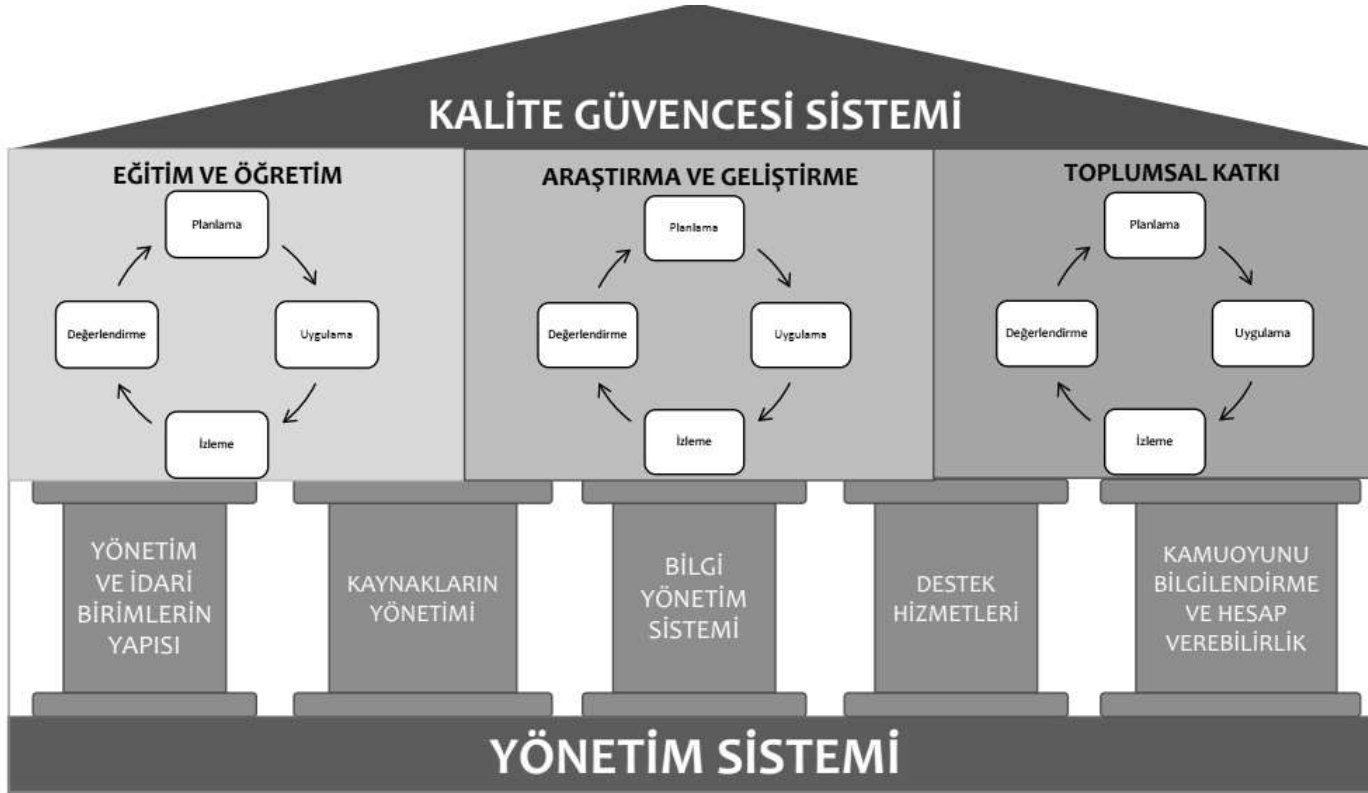 KALİTE GÜVENCESİ SİSTEMİ
EĞİTİM VE ÖĞRETİM
Planlama
Değerlendirme
Uygulama
İzleme
ARAŞTIRMA VE GELİŞTİRME
Planlama
Değerlendirme
Uygulama
İzleme
TOPLUMSAL KATKI
Planlama
Değerlendirme
Uygulama
İzleme
YÖNETİM
VE İDARİ
BİRİMLERİN
YAPISI
KAYNAKLARIN
YÖNETİMİ
BİLGİ
YÖNETİM
SİSTEMİ
DESTEK
HİZMETLERİ
KAMUOYUNU
BİLGİLENDİRME
VE HESAP
VEREBİLİRLİK
YÖNETİM SİSTEMİ